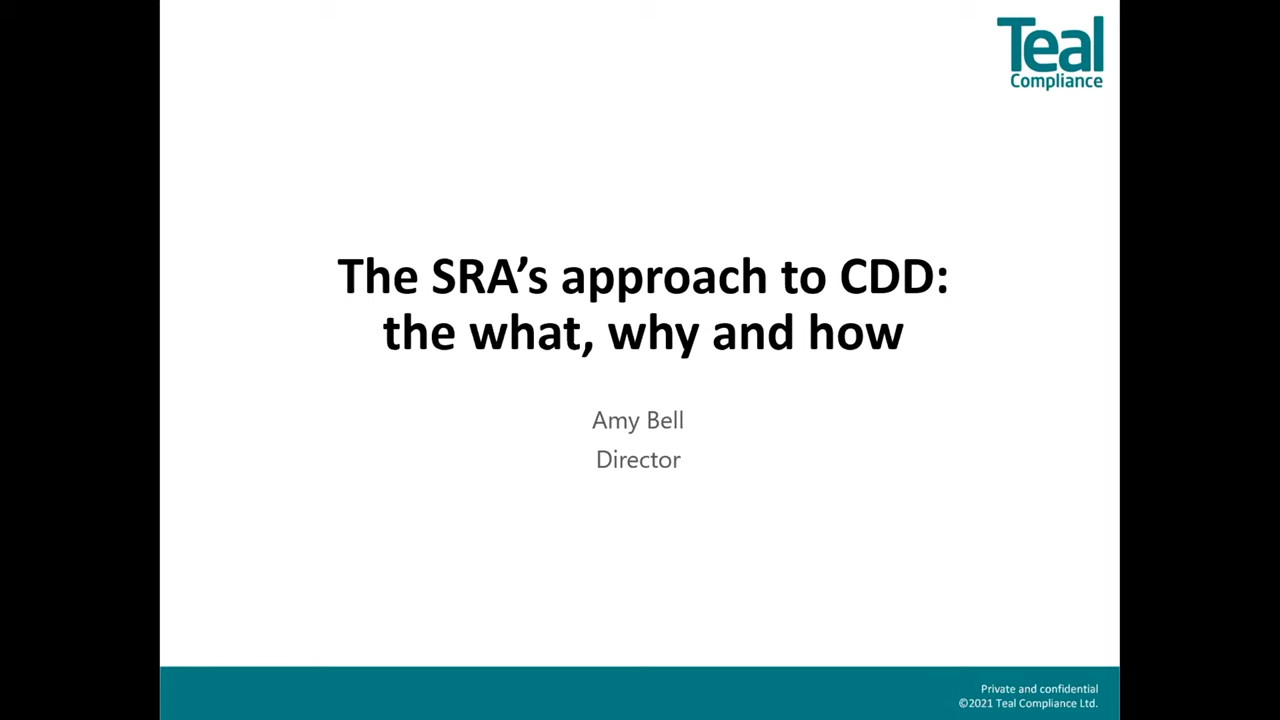 Teal
Compliance
The SRA’s approach to CDD:
the what, why and how
Amy Bell
Director
Private and confidential
©2021 Teal Compliance Ltd.